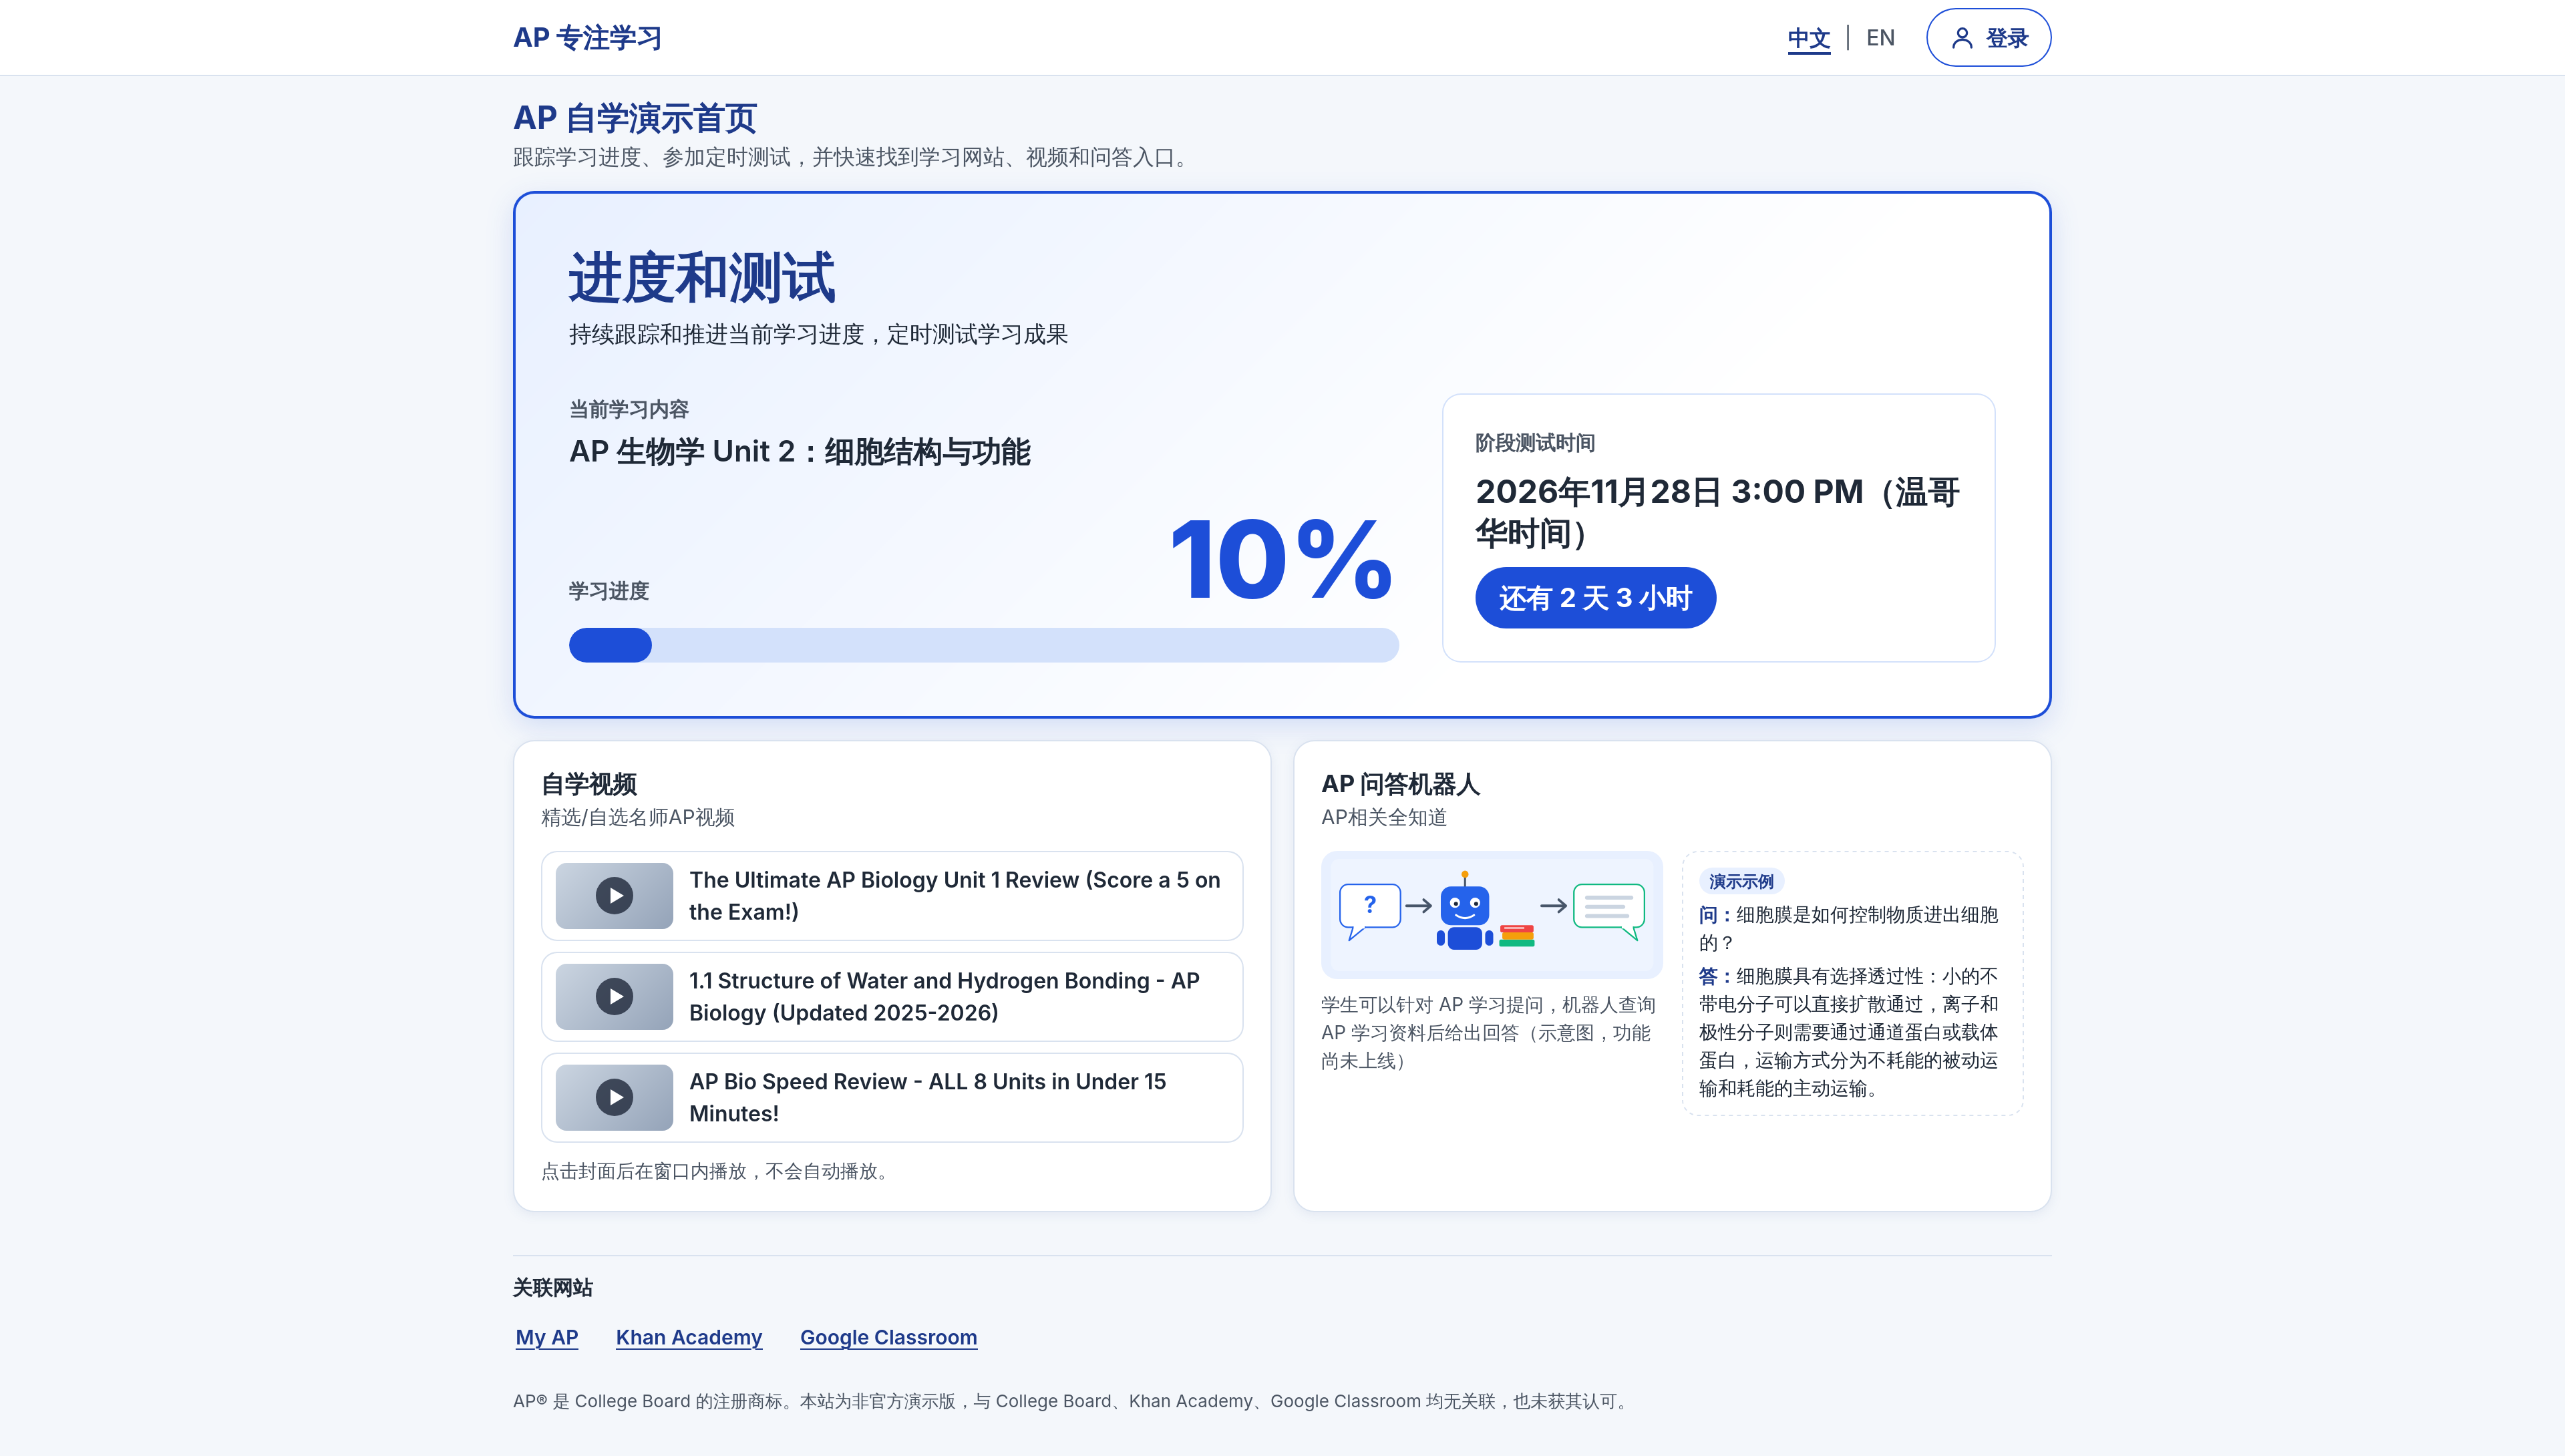 AP 专注学习
中文
EN
登录
AP 自学演示首页
跟踪学习进度、参加定时测试，并快速找到学习网站、视频和问答入口。
进度和测试
持续跟踪和推进当前学习进度，定时测试学习成果
当前学习内容
AP 生物学 Unit 2：细胞结构与功能
学习进度
10%
阶段测试时间
2026年11月28日 3:00 PM（温哥
华时间）
还有 2 天 3 小时
自学视频
精选/自选名师AP视频
The Ultimate AP Biology Unit 1 Review (Score a 5 on
the Exam!)
1.1 Structure of Water and Hydrogen Bonding - AP
Biology (Updated 2025-2026)
AP Bio Speed Review - ALL 8 Units in Under 15
Minutes!
点击封面后在窗口内播放，不会自动播放。
AP 问答机器人
AP相关全知道
?
学生可以针对 AP 学习提问，机器人查询
AP 学习资料后给出回答（示意图，功能
尚未上线）
演示示例
问：细胞膜是如何控制物质进出细胞
的？
答：细胞膜具有选择透过性：小的不
带电分子可以直接扩散通过，离子和
极性分子则需要通过通道蛋白或载体
蛋白，运输方式分为不耗能的被动运
输和耗能的主动运输。
关联网站
My AP
Khan Academy
Google Classroom
AP® 是 College Board 的注册商标。本站为非官方演示版，与 College Board、Khan Academy、Google Classroom 均无关联，也未获其认可。